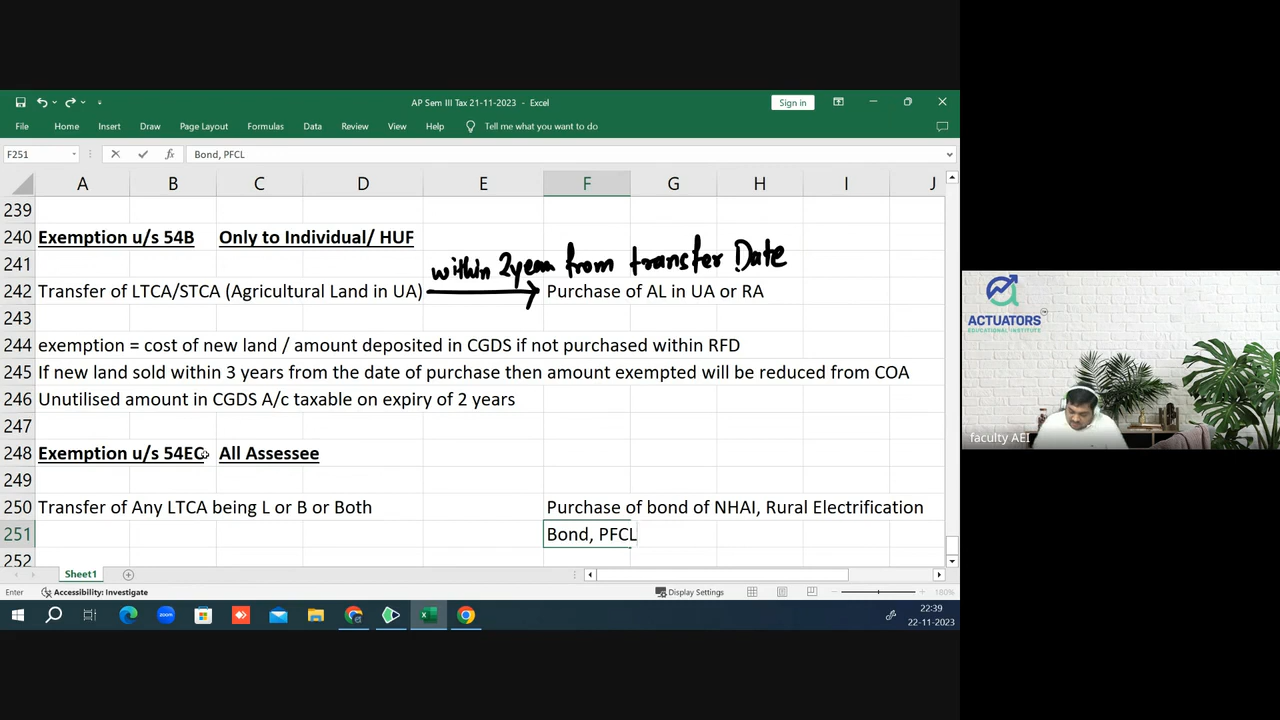 AP Sem III Tax 21-11-2023 - Excel
Sign in
File Home Insert Draw Page Layout Formulas Data Review View Help Tell me what you want to do
F251 fx Bond, PFCL
A B C D E F G H I J
239
240 Exemption u/s 54B Only to Individual/ HUF
241 within 2year from transfer Date
242 Transfer of LTCA/STCA (Agricultural Land in UA) Purchase of AL in UA or RA
243
244 exemption = cost of new land / amount deposited in CGDS if not purchased within RFD
245 If new land sold within 3 years from the date of purchase then amount exempted will be reduced from COA
246 Unutilised amount in CGDS A/c taxable on expiry of 2 years
247
248 Exemption u/s 54EC All Assessee
249
250 Transfer of Any LTCA being L or B or Both Purchase of bond of NHAI, Rural Electrification
251 Bond, PFCL
252
Sheet1
Enter Accessibility: Investigate Display Settings 180%
zoom
22:39
22-11-2023
ACTUATORS
EDUCATIONAL INSTITUTE
faculty AEI